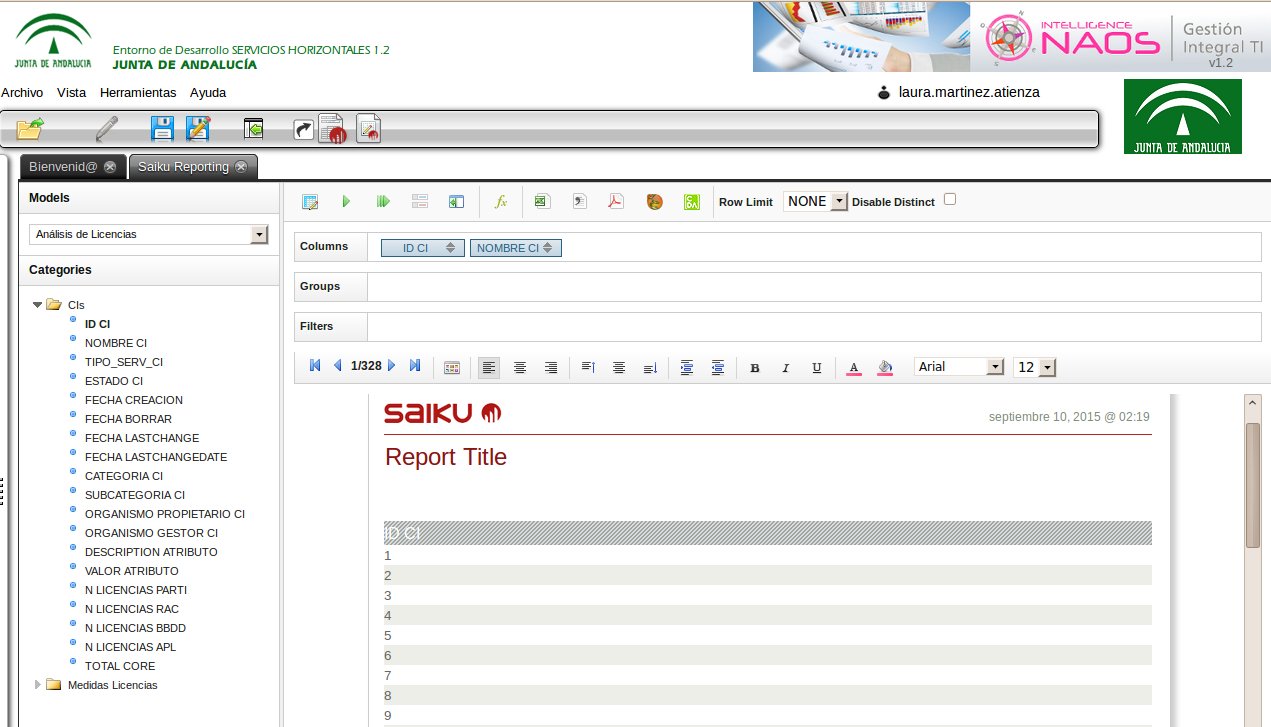 JUNTA DE ANDALUCIA
Entorno de Desarrollo SERVICIOS HORIZONTALES 1.2
JUNTA DE ANDALUCÍA
INTELLIGENCE
NAOS
Gestión
Integral TI
v1.2
Archivo Vista Herramientas Ayuda
laura.martinez.atienza
JUNTA DE ANDALUCIA
Bienvenid@
Saiku Reporting
Models
Análisis de Licencias
Categories
CIs
ID CI
NOMBRE CI
TIPO_SERV_CI
ESTADO CI
FECHA CREACION
FECHA BORRAR
FECHA LASTCHANGE
FECHA LASTCHANGEDATE
CATEGORIA CI
SUBCATEGORIA CI
ORGANISMO PROPIETARIO CI
ORGANISMO GESTOR CI
DESCRIPTION ATRIBUTO
VALOR ATRIBUTO
N LICENCIAS PARTI
N LICENCIAS RAC
N LICENCIAS BBDD
N LICENCIAS APL
TOTAL CORE
Medidas Licencias
Row Limit NONE Disable Distinct
Columns ID CI NOMBRE CI
Groups
Filters
1/328 B I U A Arial 12
saiku
septiembre 10, 2015 @ 02:19
Report Title
ID CI
1
2
3
4
5
6
7
8
9